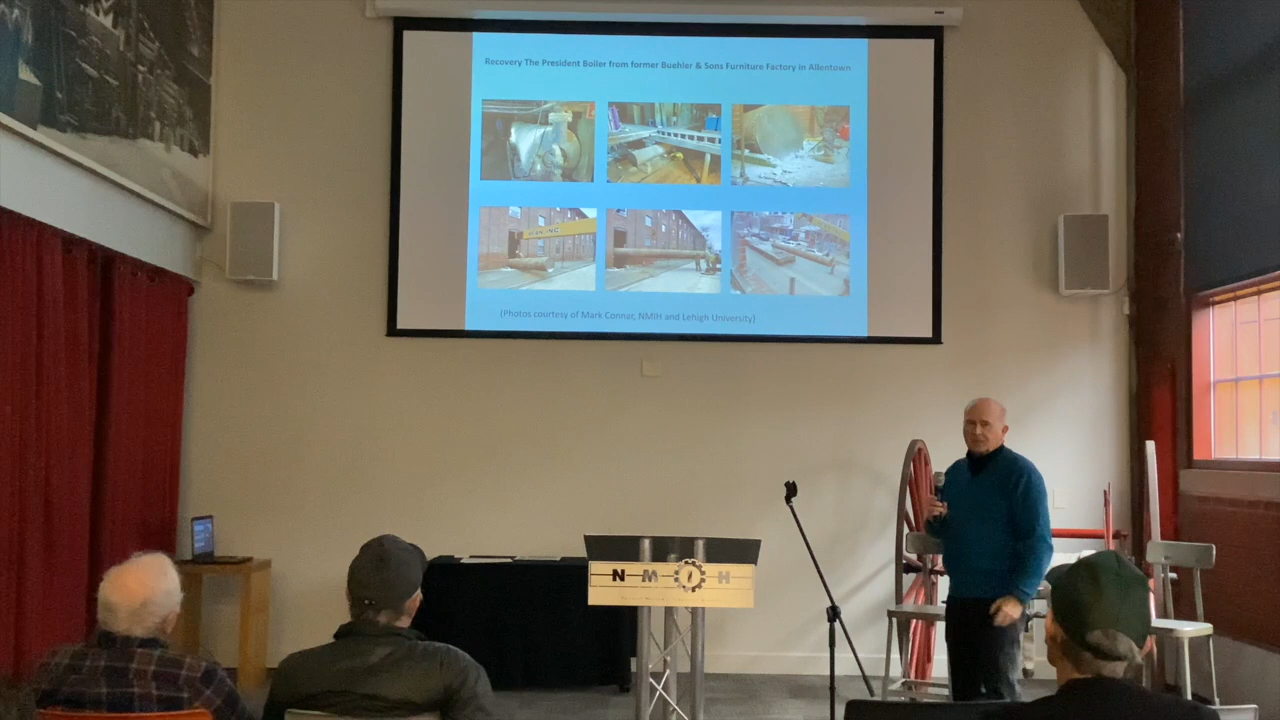 Recovery The President Boiler from former Buehler & Sons Furniture Factory in Allentown
(Photos courtesy of Mark Connar, NMIH and Lehigh University)
NMIH